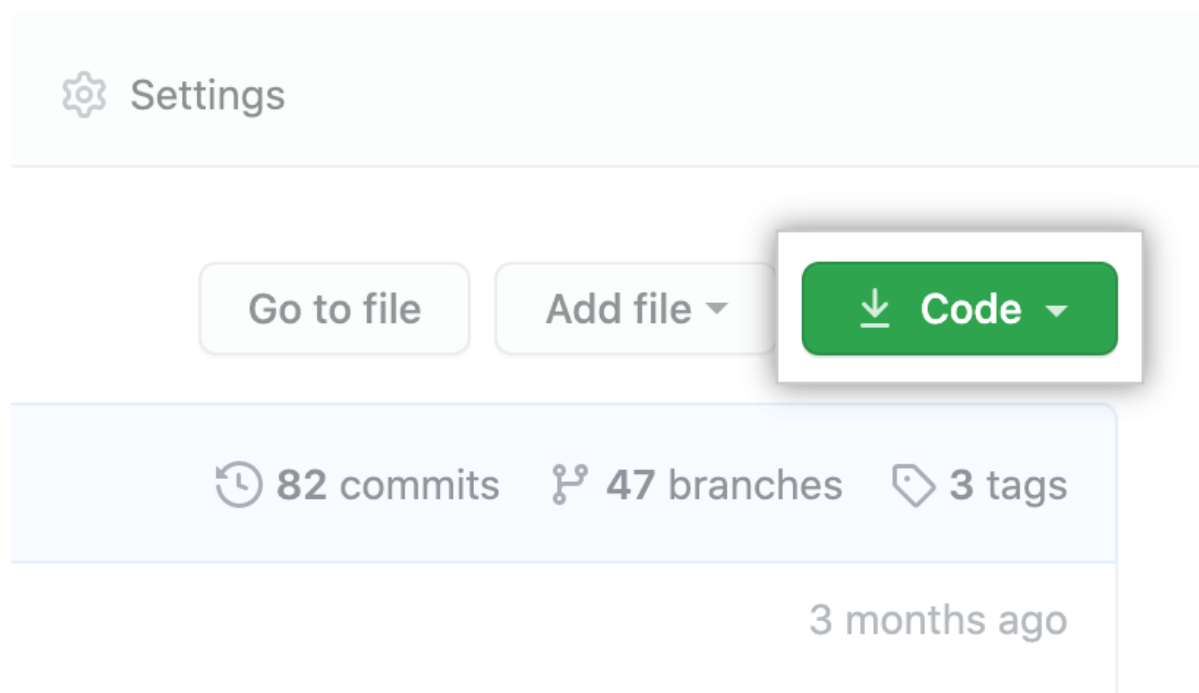 Settings
Go to file Add file Code
82 commits 47 branches 3 tags
3 months ago